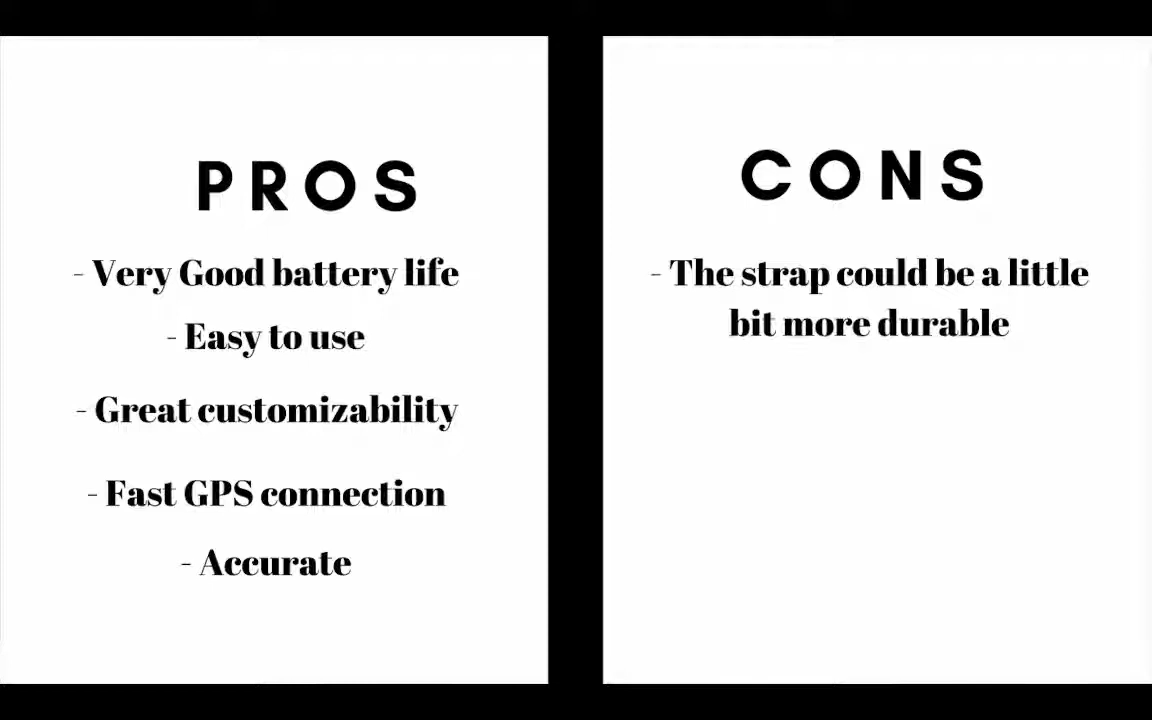 PROS
- Very Good battery life
- Easy to use
- Great customizability
- Fast GPS connection
- Accurate
CONS
- The strap could be a little
bit more durable